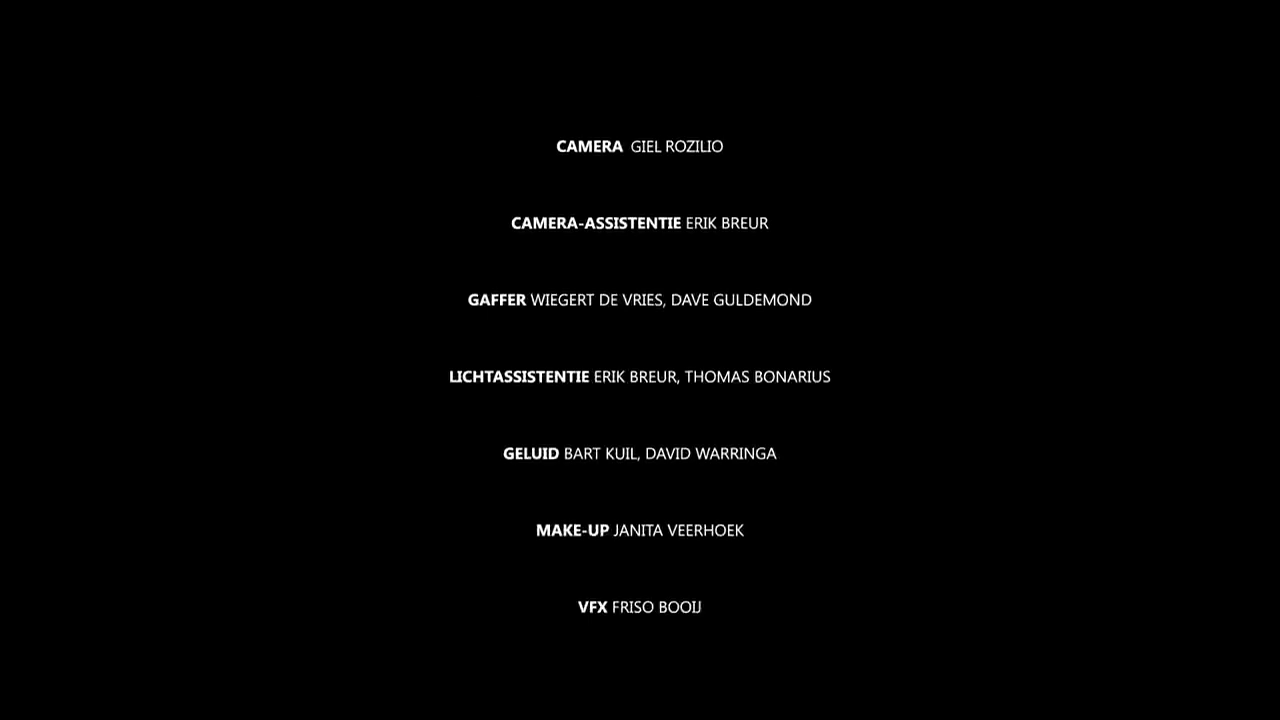 CAMERA GIEL ROZILIO
CAMERA-ASSISTENTIE ERIK BREUR
GAFFER WIEGERT DE VRIES, DAVE GULDEMOND
LICHTASSISTENTIE ERIK BREUR, THOMAS BONARIUS
GELUID BART KUIL, DAVID WARRINGA
MAKE-UP JANITA VEERHOEK
VFX FRISO BOOIJ